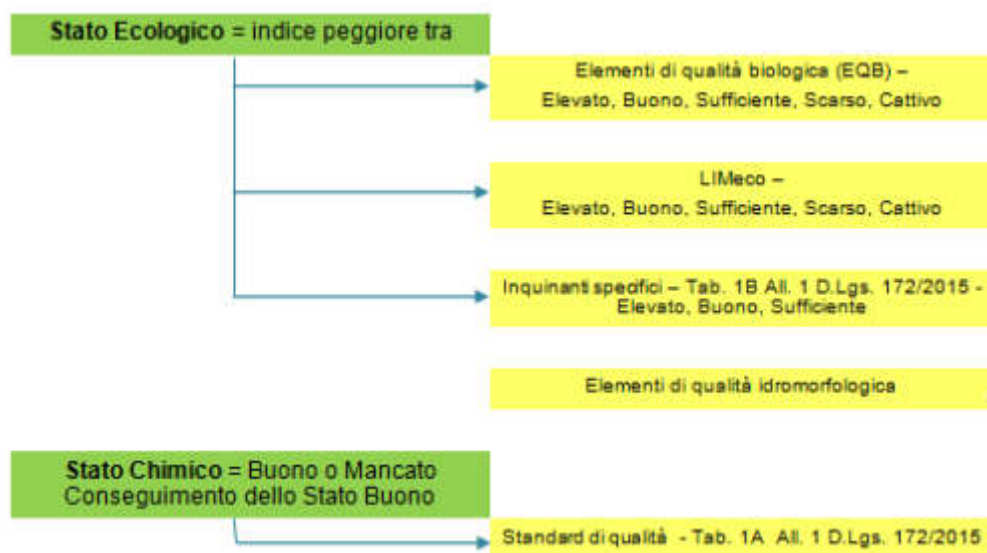 Stato Ecologico = indice peggiore tra
Elementi di qualità biologica (EQB) –
Elevato, Buono, Sufficiente, Scarso, Cattivo
LIMeco –
Elevato, Buono, Sufficiente, Scarso, Cattivo
Inquinanti specifici – Tab. 1B All. 1 D.Lgs. 172/2015 -
Elevato, Buono, Sufficiente
Elementi di qualità idromorfologica
Stato Chimico = Buono o Mancato
Conseguimento dello Stato Buono
Standard di qualità - Tab. 1A All. 1 D.Lgs. 172/2015